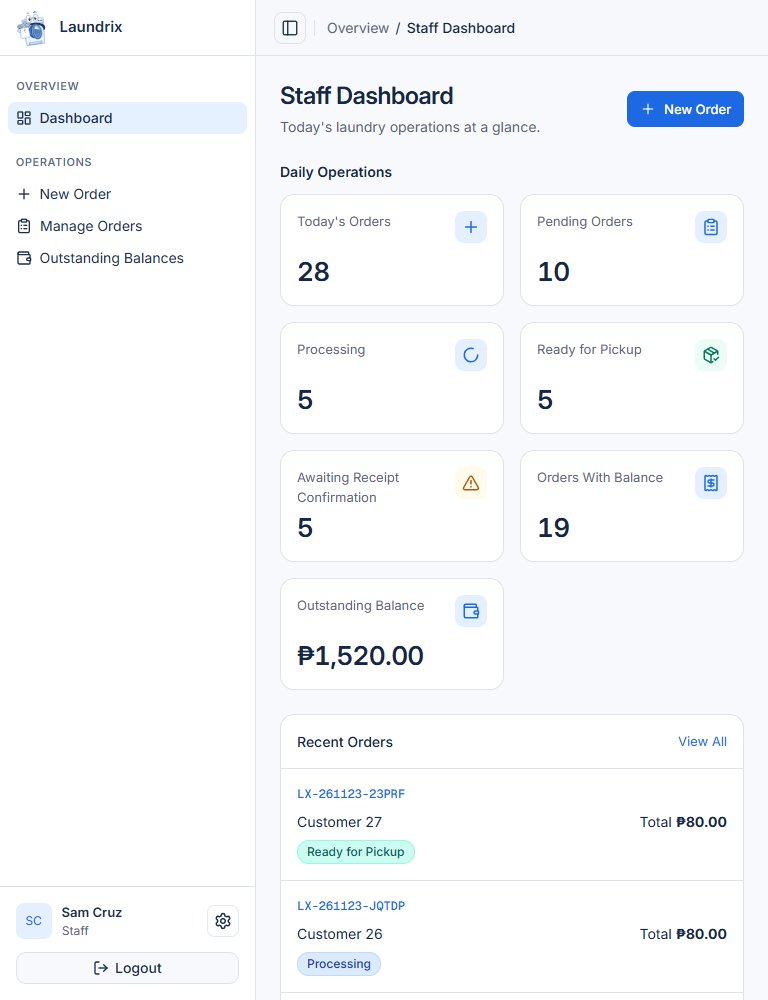 Laundrix
Overview / Staff Dashboard
OVERVIEW
Dashboard
OPERATIONS
New Order
Manage Orders
Outstanding Balances
Staff Dashboard
Today's laundry operations at a glance.
New Order
Daily Operations
Today's Orders
28
Pending Orders
10
Processing
5
Ready for Pickup
5
Awaiting Receipt
Confirmation
5
Orders With Balance
19
Outstanding Balance
₱1,520.00
Recent Orders
View All
LX-261123-23PRF
Customer 27
Total ₱80.00
Ready for Pickup
LX-261123-JQTDP
Customer 26
Total ₱80.00
Processing
SC
Sam Cruz
Staff
Logout